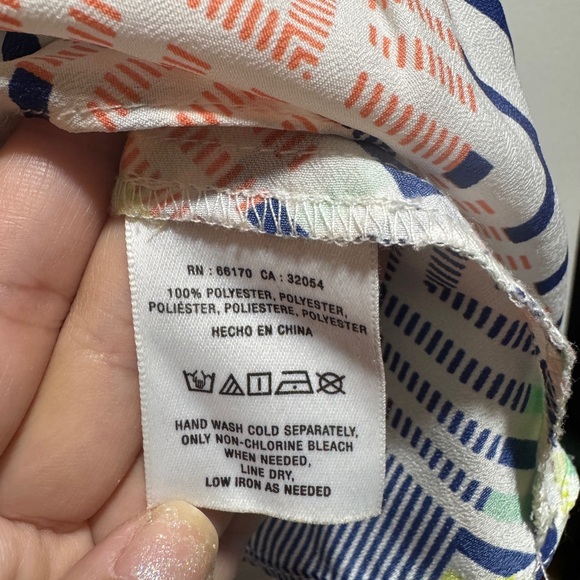 RN : 66170 CA : 32054
100% POLYESTER, POLYESTER,
POLIÉSTER, POLIESTERE, POLYESTER
HECHO EN CHINA
HAND WASH COLD SEPARATELY,
ONLY NON-CHLORINE BLEACH
WHEN NEEDED,
LINE DRY,
LOW IRON AS NEEDED